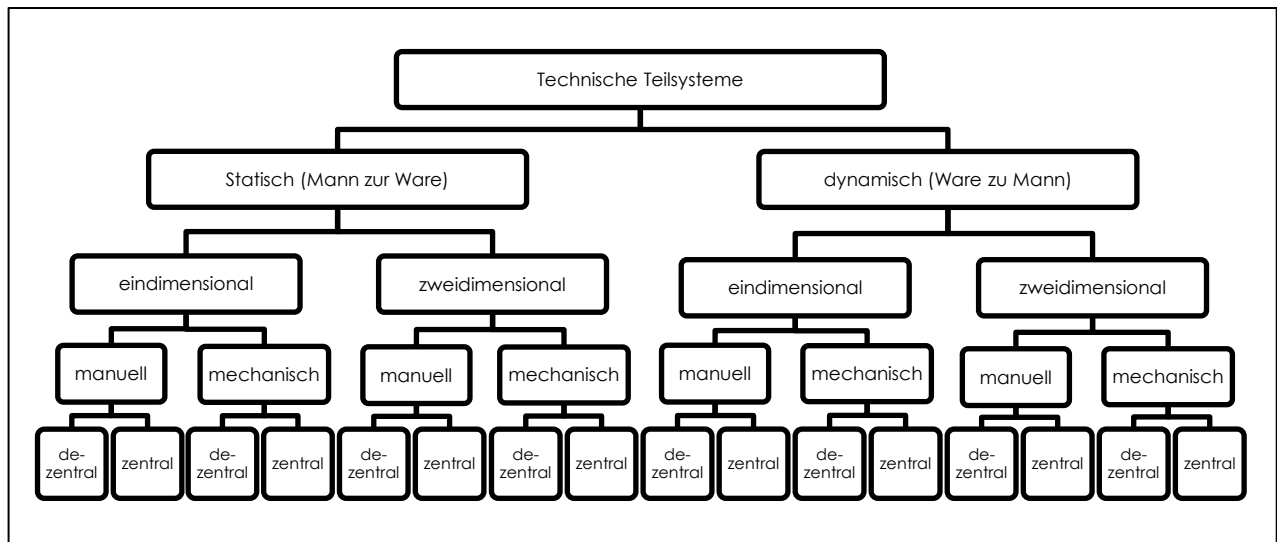 Technische Teilsysteme
Statisch (Mann zur Ware)
dynamisch (Ware zu Mann)
eindimensional
zweidimensional
eindimensional
zweidimensional
manuell
mechanisch
manuell
mechanisch
manuell
mechanisch
manuell
mechanisch
de-
zentral
zentral
de-
zentral
zentral
de-
zentral
zentral
de-
zentral
zentral
de-
zentral
zentral
de-
zentral
zentral
de-
zentral
zentral
de-
zentral
zentral